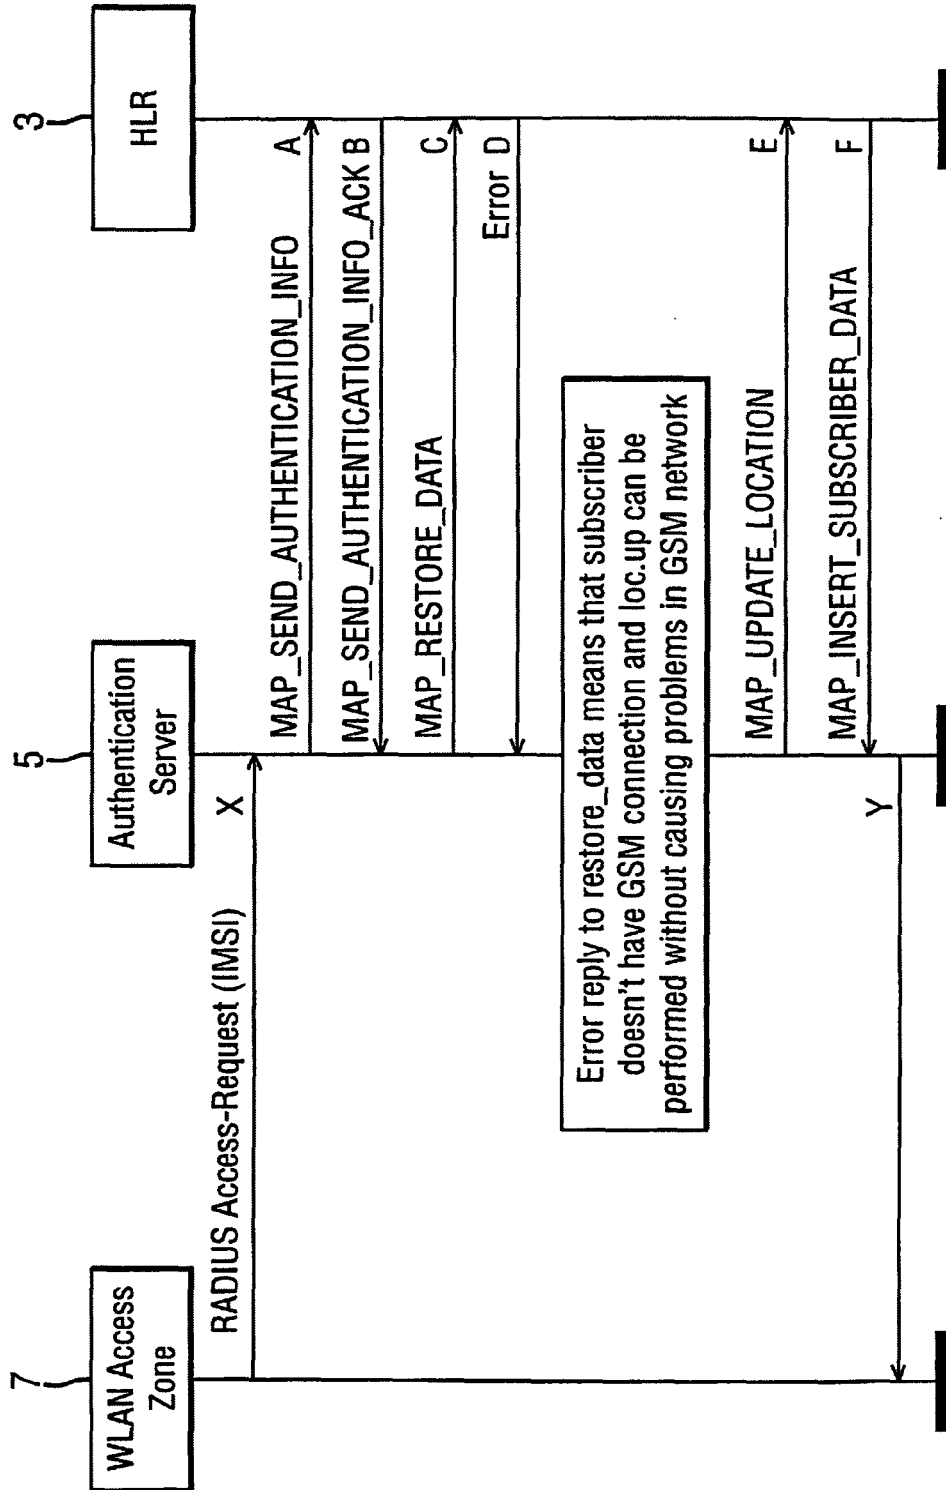 7
WLAN Access
Zone
5
Authentication
Server
3
HLR
RADIUS Access-Request (IMSI)
X
MAP_SEND_AUTHENTICATION_INFO
A
MAP_SEND_AUTHENTICATION_INFO_ACK B
MAP_RESTORE_DATA
C
Error D
Error reply to restore_data means that subscriber
doesn't have GSM connection and loc.up can be
performed without causing problems in GSM network
MAP_UPDATE_LOCATION
E
MAP_INSERT_SUBSCRIBER_DATA
F
Y